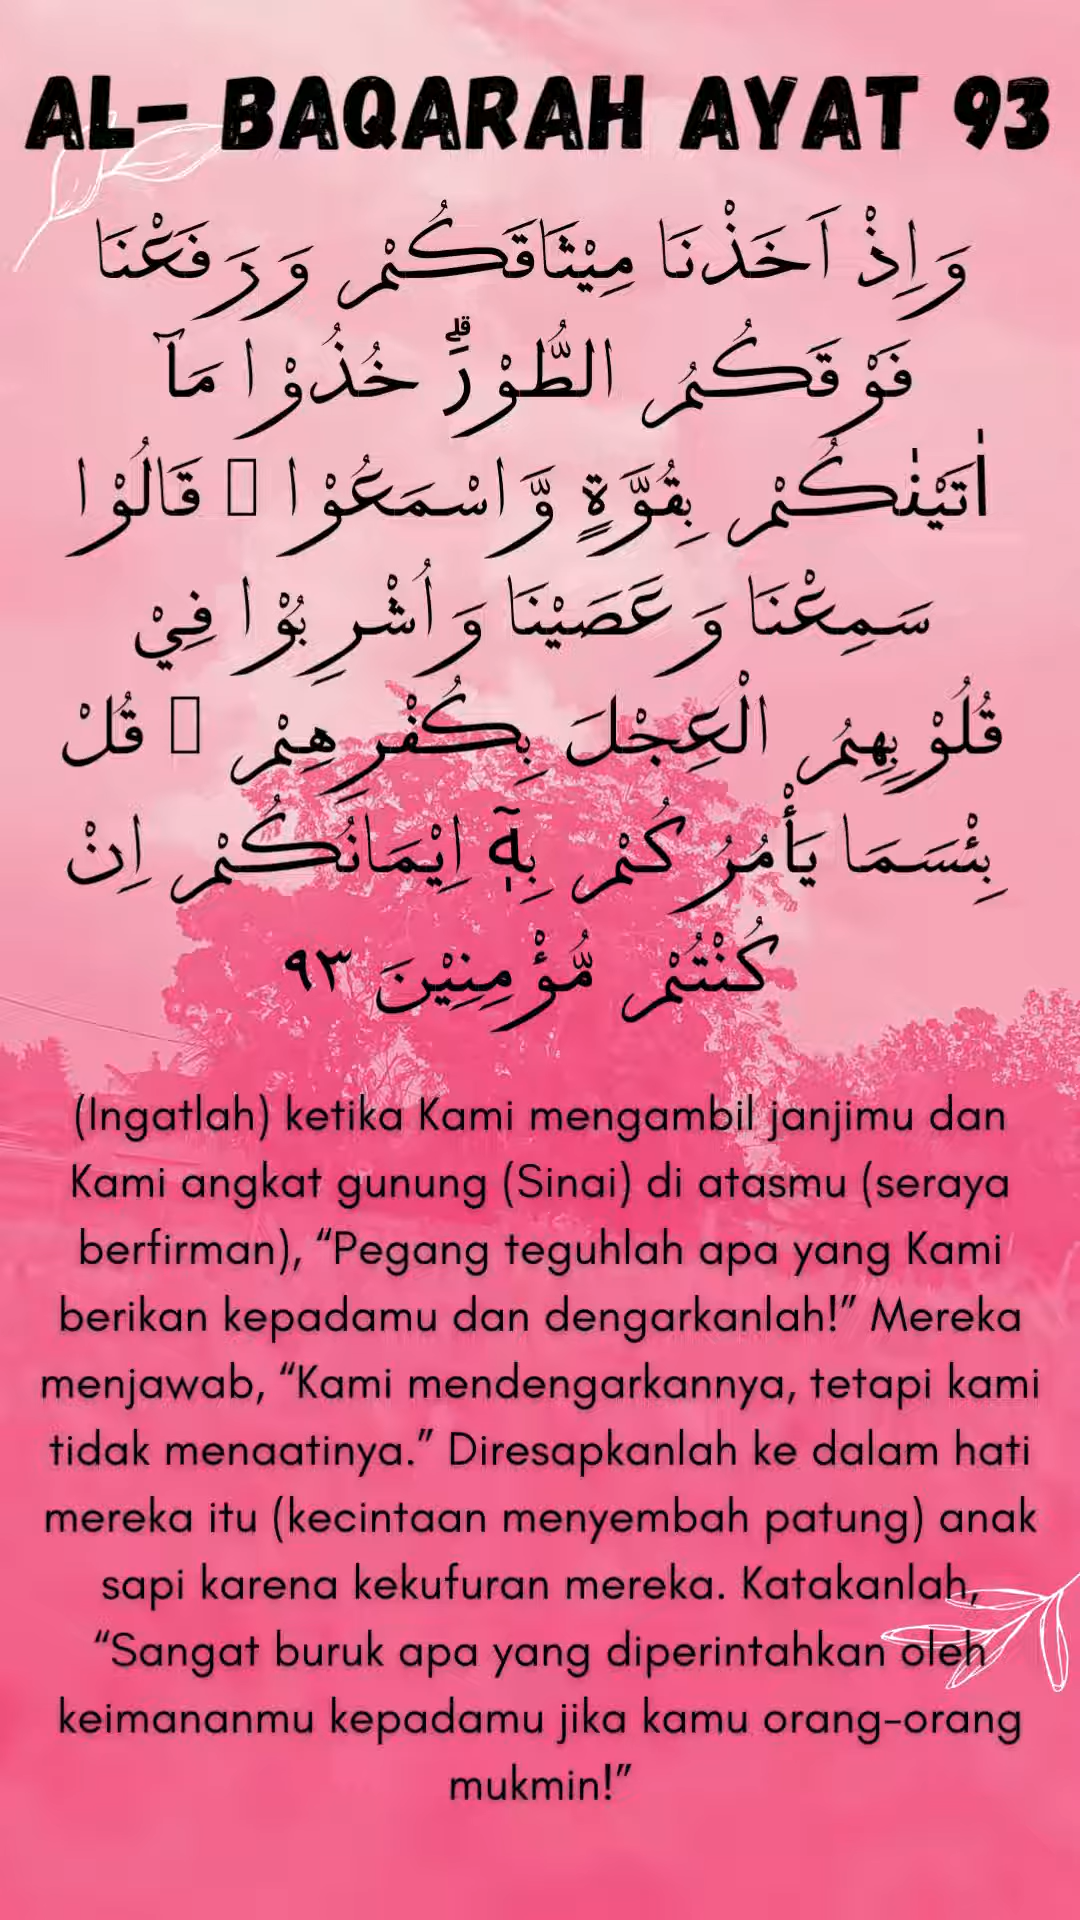 AL- BAQARAH AYAT 93
وَاِذْ اَخَذْنَا مِيْثَاقَكُمْ وَرَفَعْنَا
فَوْقَكُمُ الطُّوْرَۗ خُذُوْا مَآ
اٰتَيْنٰكُمْ بِقُوَّةٍ وَّاسْمَعُوْا ۗ قَالُوْا
سَمِعْنَا وَعَصَيْنَا وَاُشْرِبُوْا فِيْ
قُلُوْبِهِمُ الْعِجْلَ بِكُفْرِهِمْ ۗ قُلْ
بِئْسَمَا يَأْمُرُكُمْ بِهٖٓ اِيْمَانُكُمْ اِنْ
كُنْتُمْ مُّؤْمِنِيْنَ ٩٣
(Ingatlah) ketika Kami mengambil janjimu dan
Kami angkat gunung (Sinai) di atasmu (seraya
berfirman), “Pegang teguhlah apa yang Kami
berikan kepadamu dan dengarkanlah!” Mereka
menjawab, “Kami mendengarkannya, tetapi kami
tidak menaatinya.” Diresapkanlah ke dalam hati
mereka itu (kecintaan menyembah patung) anak
sapi karena kekufuran mereka. Katakanlah,
“Sangat buruk apa yang diperintahkan oleh
keimananmu kepadamu jika kamu orang-orang
mukmin!”